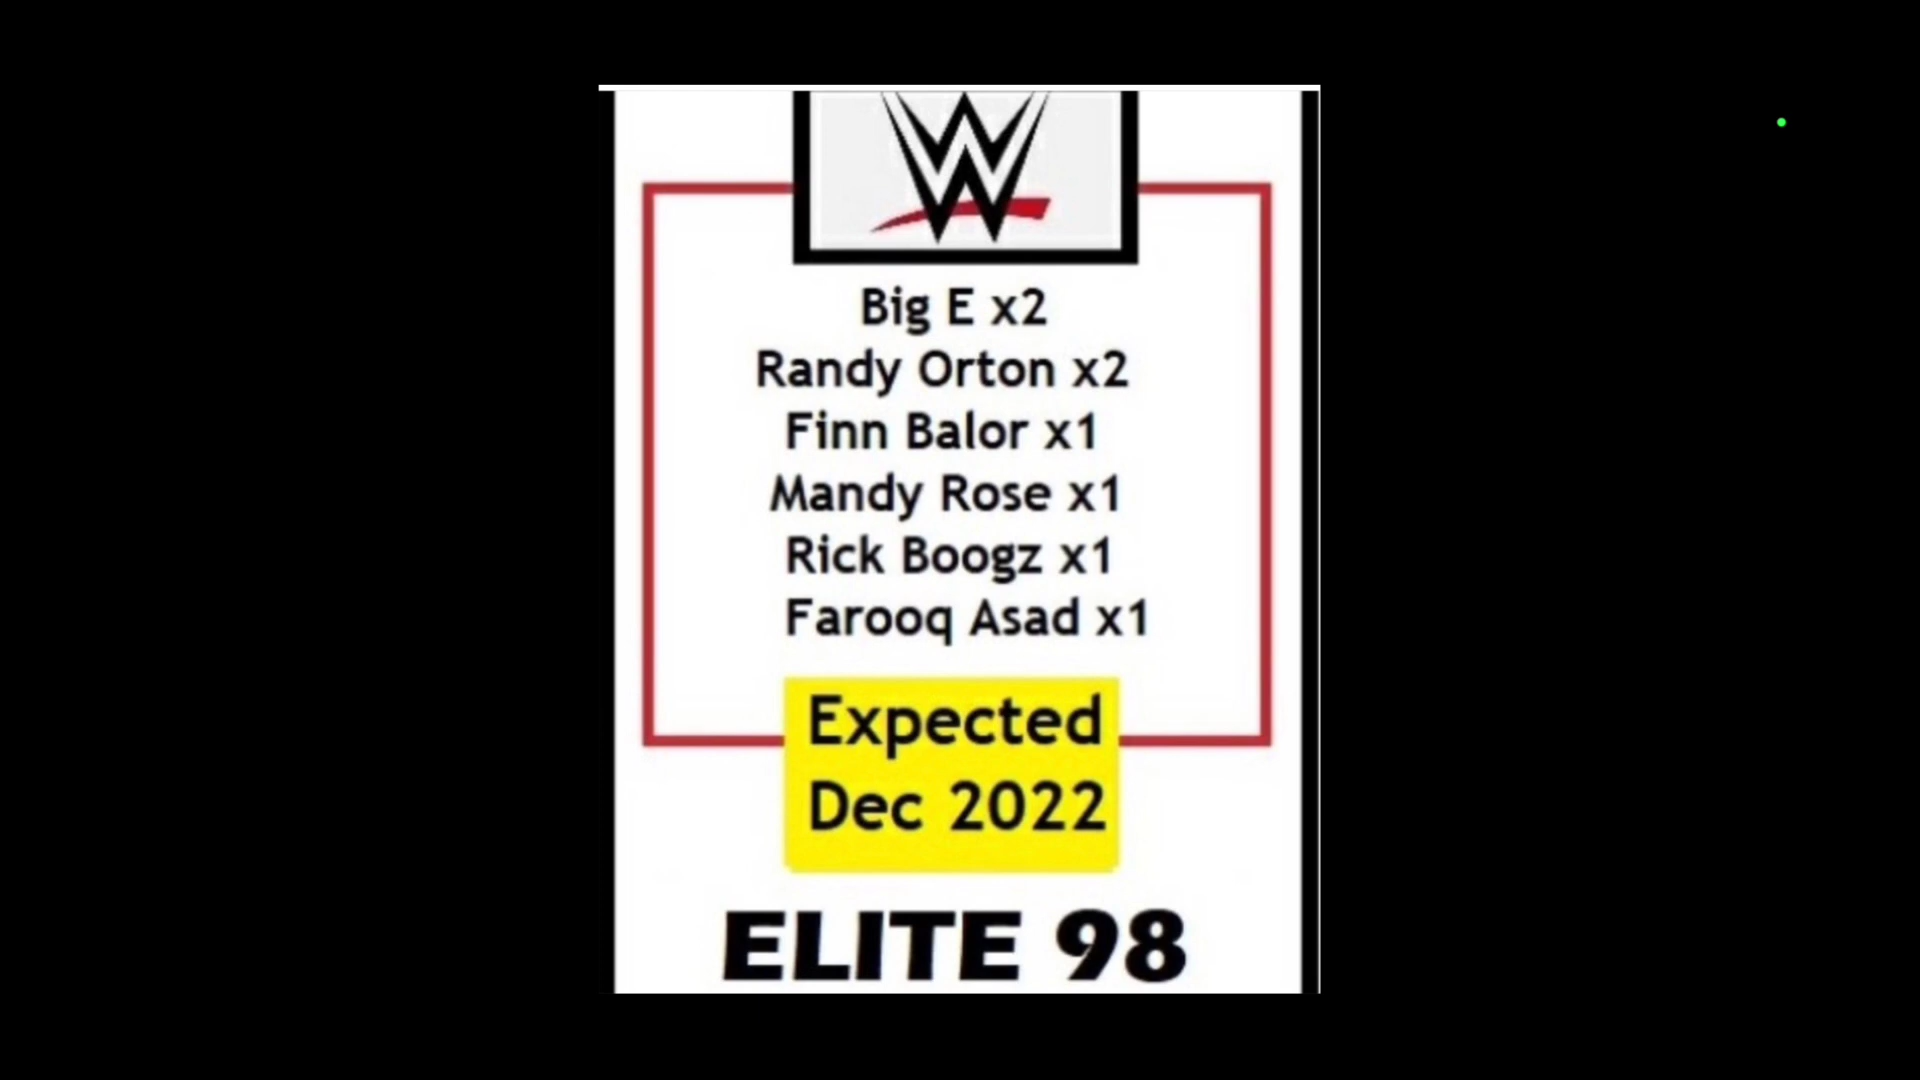 W
Big E x2
Randy Orton x2
Finn Balor x1
Mandy Rose x1
Rick Boogz x1
Farooq Asad x1
Expected
Dec 2022
ELITE 98